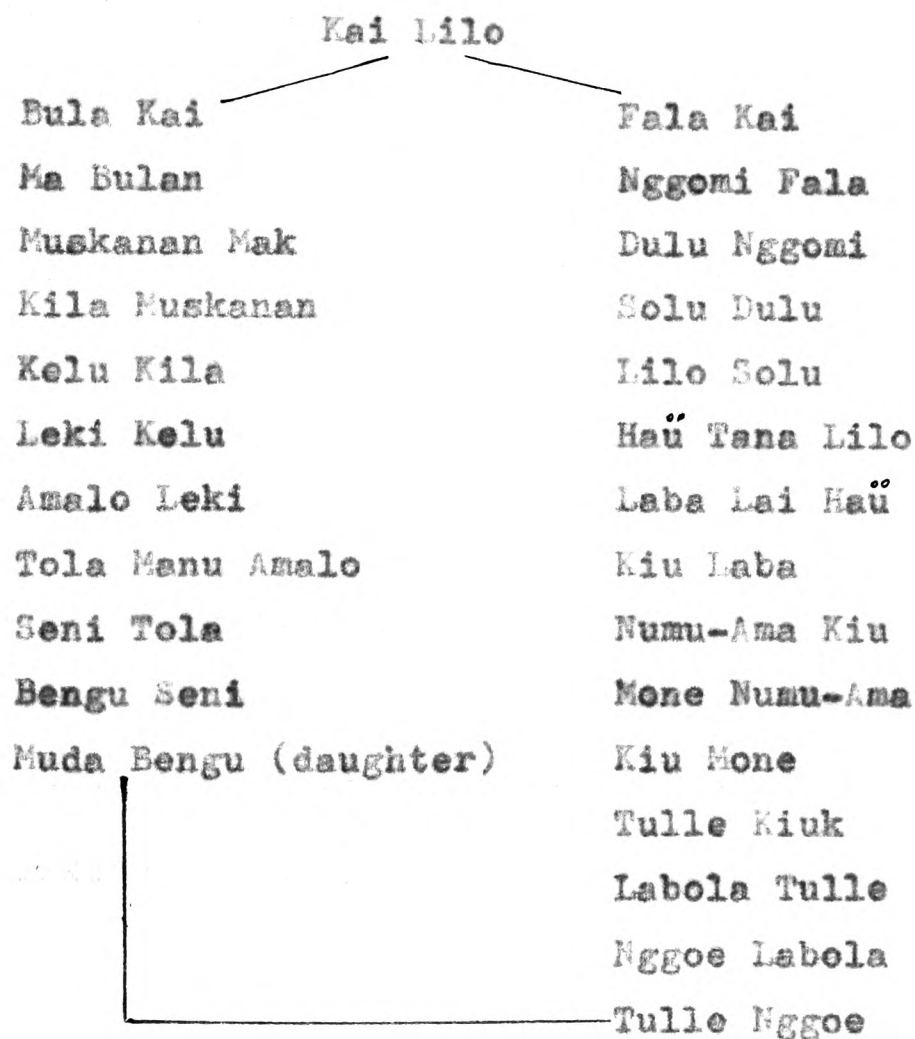 Kai Lilo
Bula Kai
Ma Bulan
Muskanan Mak
Kila Muskanan
Kelu Kila
Leki Kelu
Amalo Leki
Tola Manu Amalo
Seni Tola
Bengu Seni
Muda Bengu (daughter)
Fala Kai
Nggomi Fala
Dulu Nggomi
Solu Dulu
Lilo Solu
Haü Tana Lilo
Laba Lai Haü
Kiu Laba
Numu-Ama Kiu
Mone Numu-Ama
Kiu Mone
Tulle Kiuk
Labola Tulle
Nggoe Labola
Tulle Nggoe